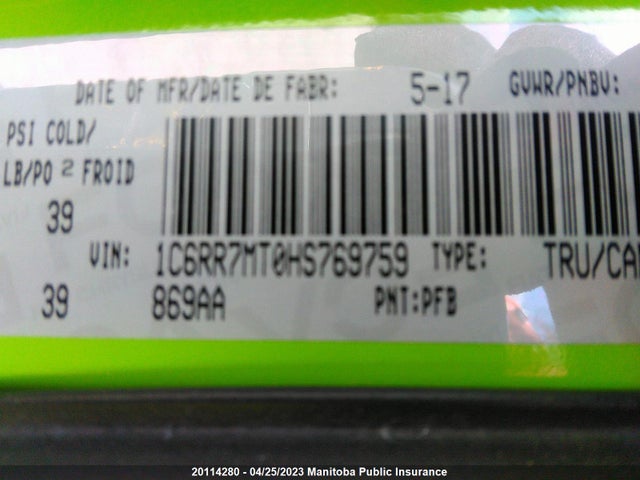 DATE OF MFR/DATE DE FABR: 5-17 GVWR/PNBV:
PSI COLD/
LB/PO ² FROID
39
VIN: 1C6RR7MT0HS769759 TYPE: TRU/CAM
39 869AA PNT:PFB
20114280 - 04/25/2023 Manitoba Public Insurance